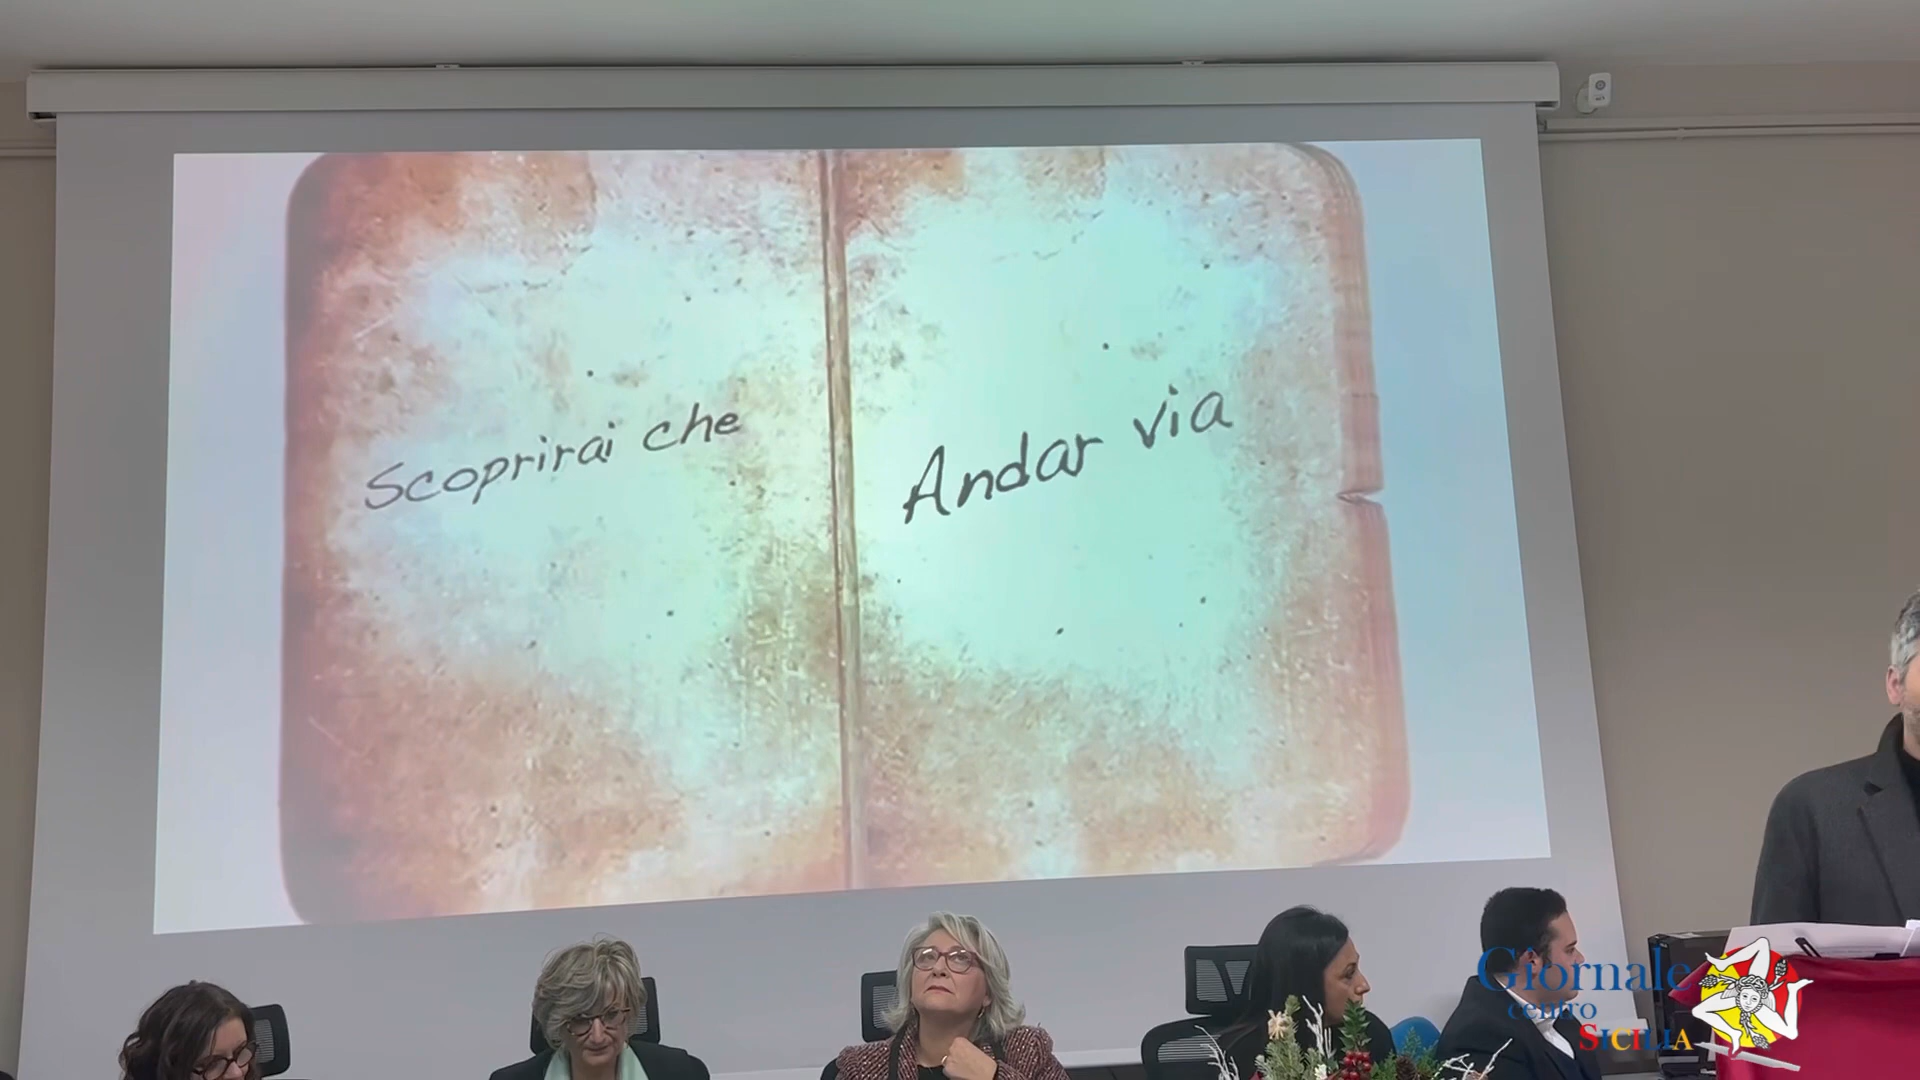 Scoprirai che
Andar via
Giornale
centro
SICILIA